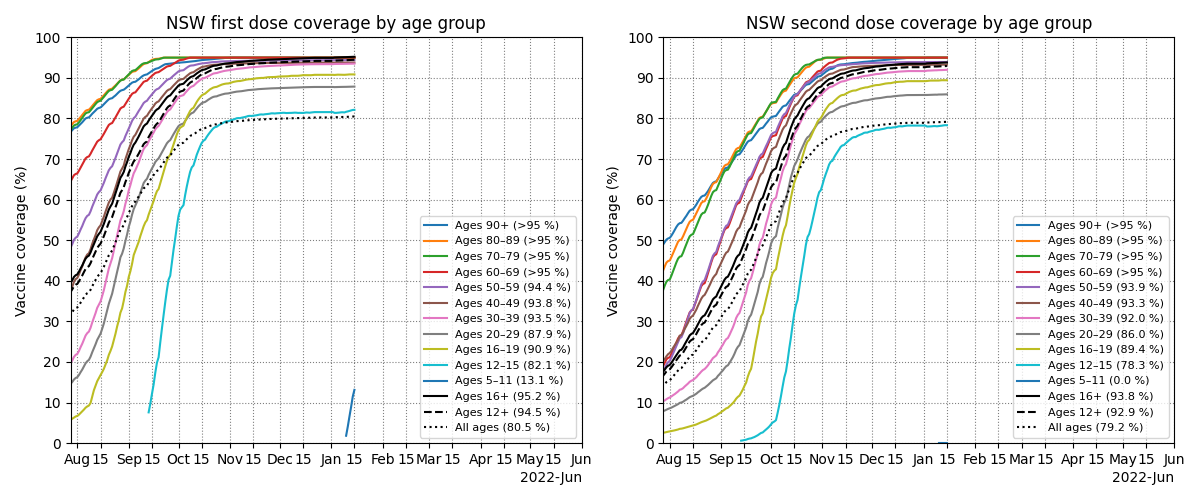 NSW first dose coverage by age group
Vaccine coverage (%)
100
90
80
70
60
50
40
30
20
10
0
Ages 90+ (>95 %)
Ages 80–89 (>95 %)
Ages 70–79 (>95 %)
Ages 60–69 (>95 %)
Ages 50–59 (94.4 %)
Ages 40–49 (93.8 %)
Ages 30–39 (93.5 %)
Ages 20–29 (87.9 %)
Ages 16–19 (90.9 %)
Ages 12–15 (82.1 %)
Ages 5–11 (13.1 %)
Ages 16+ (95.2 %)
Ages 12+ (94.5 %)
All ages (80.5 %)
Aug 15 Sep 15 Oct 15 Nov 15 Dec 15 Jan 15 Feb 15 Mar 15 Apr 15 May 15 Jun
2022-Jun
NSW second dose coverage by age group
Vaccine coverage (%)
100
90
80
70
60
50
40
30
20
10
0
Ages 90+ (>95 %)
Ages 80–89 (>95 %)
Ages 70–79 (>95 %)
Ages 60–69 (>95 %)
Ages 50–59 (93.9 %)
Ages 40–49 (93.3 %)
Ages 30–39 (92.0 %)
Ages 20–29 (86.0 %)
Ages 16–19 (89.4 %)
Ages 12–15 (78.3 %)
Ages 5–11 (0.0 %)
Ages 16+ (93.8 %)
Ages 12+ (92.9 %)
All ages (79.2 %)
Aug 15 Sep 15 Oct 15 Nov 15 Dec 15 Jan 15 Feb 15 Mar 15 Apr 15 May 15 Jun
2022-Jun